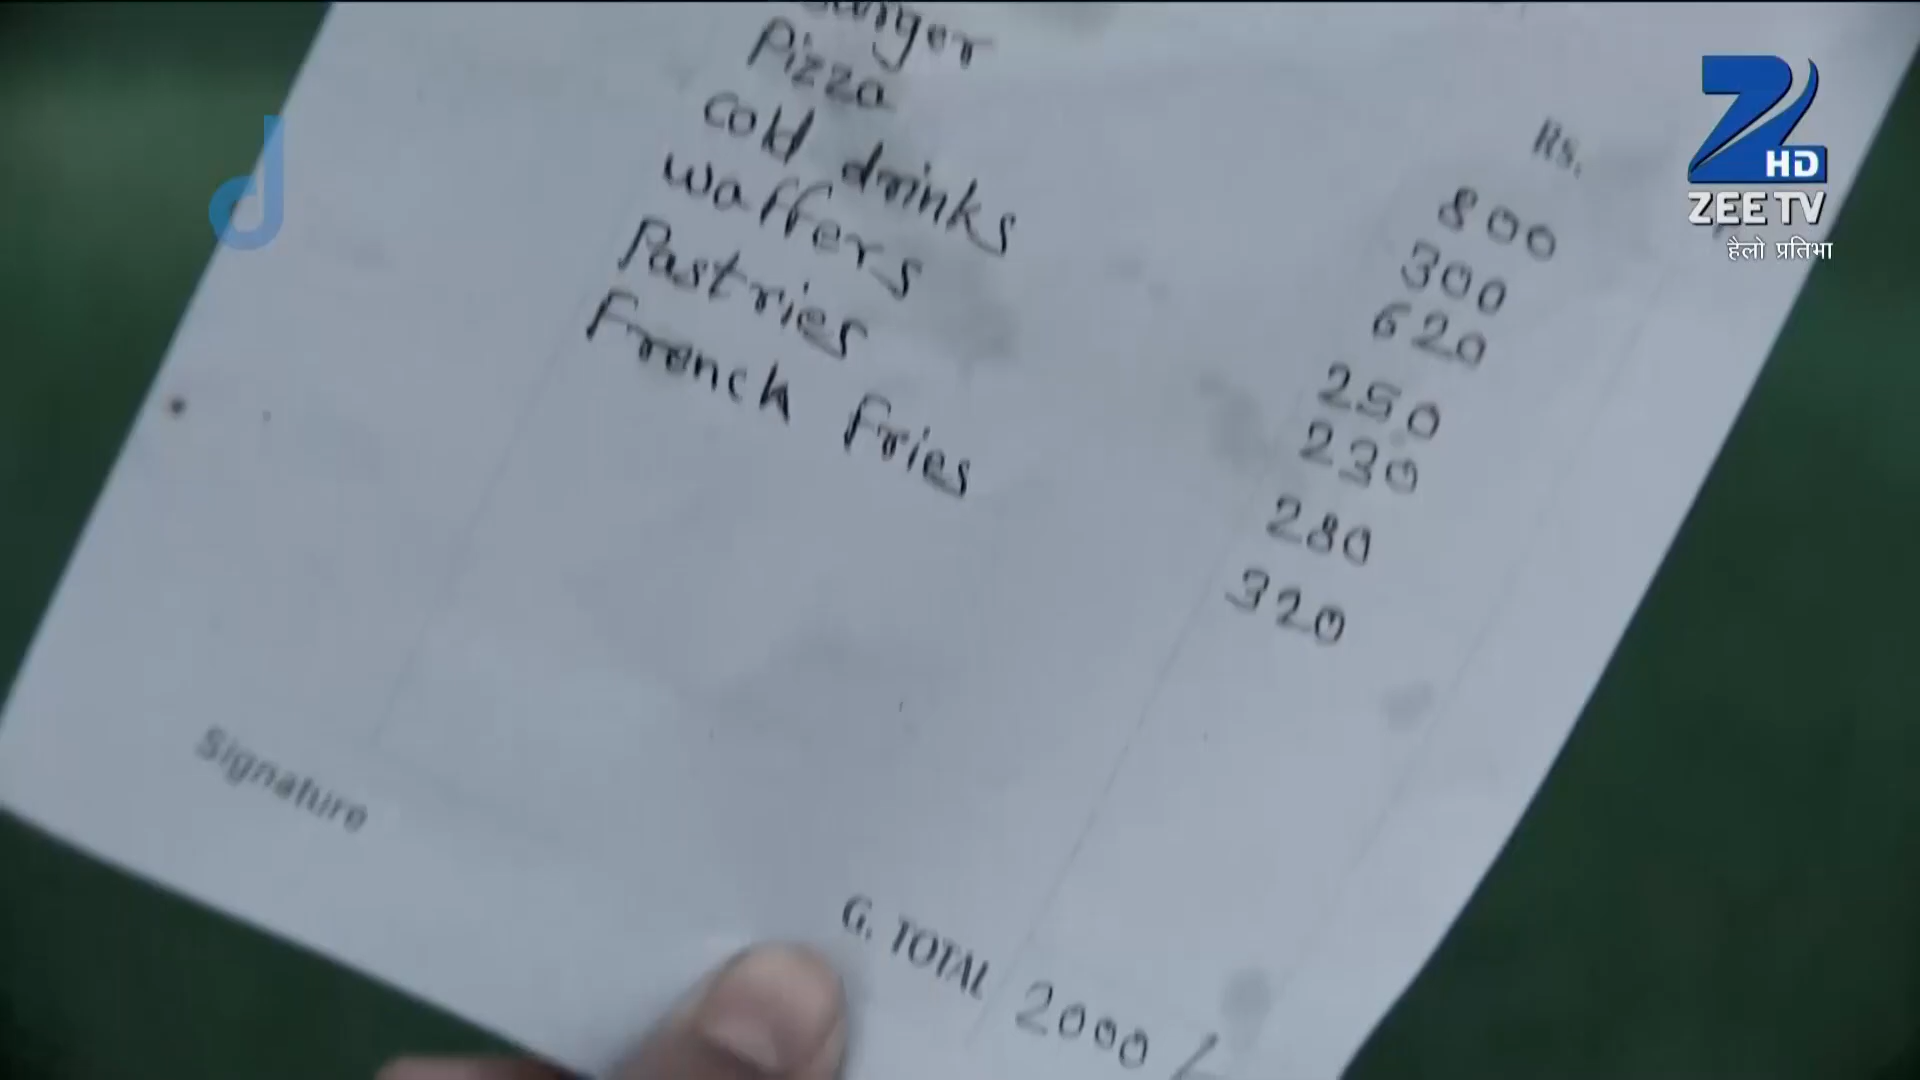 Rs.
800
Burger 300
Pizza 620
Cold drinks 250
Waffers 230
Pastries 280
French Fries 320
Signature
G. TOTAL 2000/
d
HD
ZEE TV
हैलो प्रतिभा